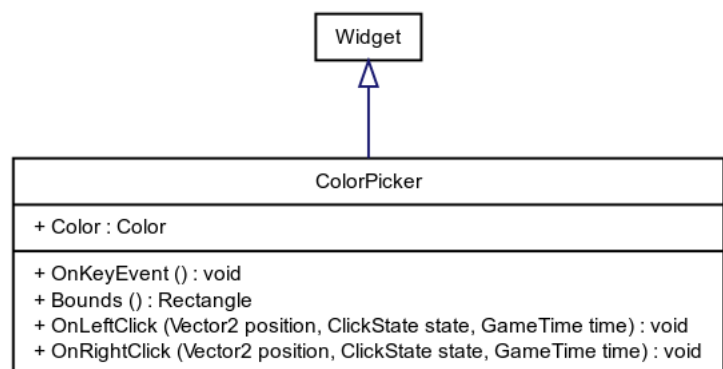 Widget
ColorPicker
+ Color : Color
+ OnKeyEvent () : void
+ Bounds () : Rectangle
+ OnLeftClick (Vector2 position, ClickState state, GameTime time) : void
+ OnRightClick (Vector2 position, ClickState state, GameTime time) : void